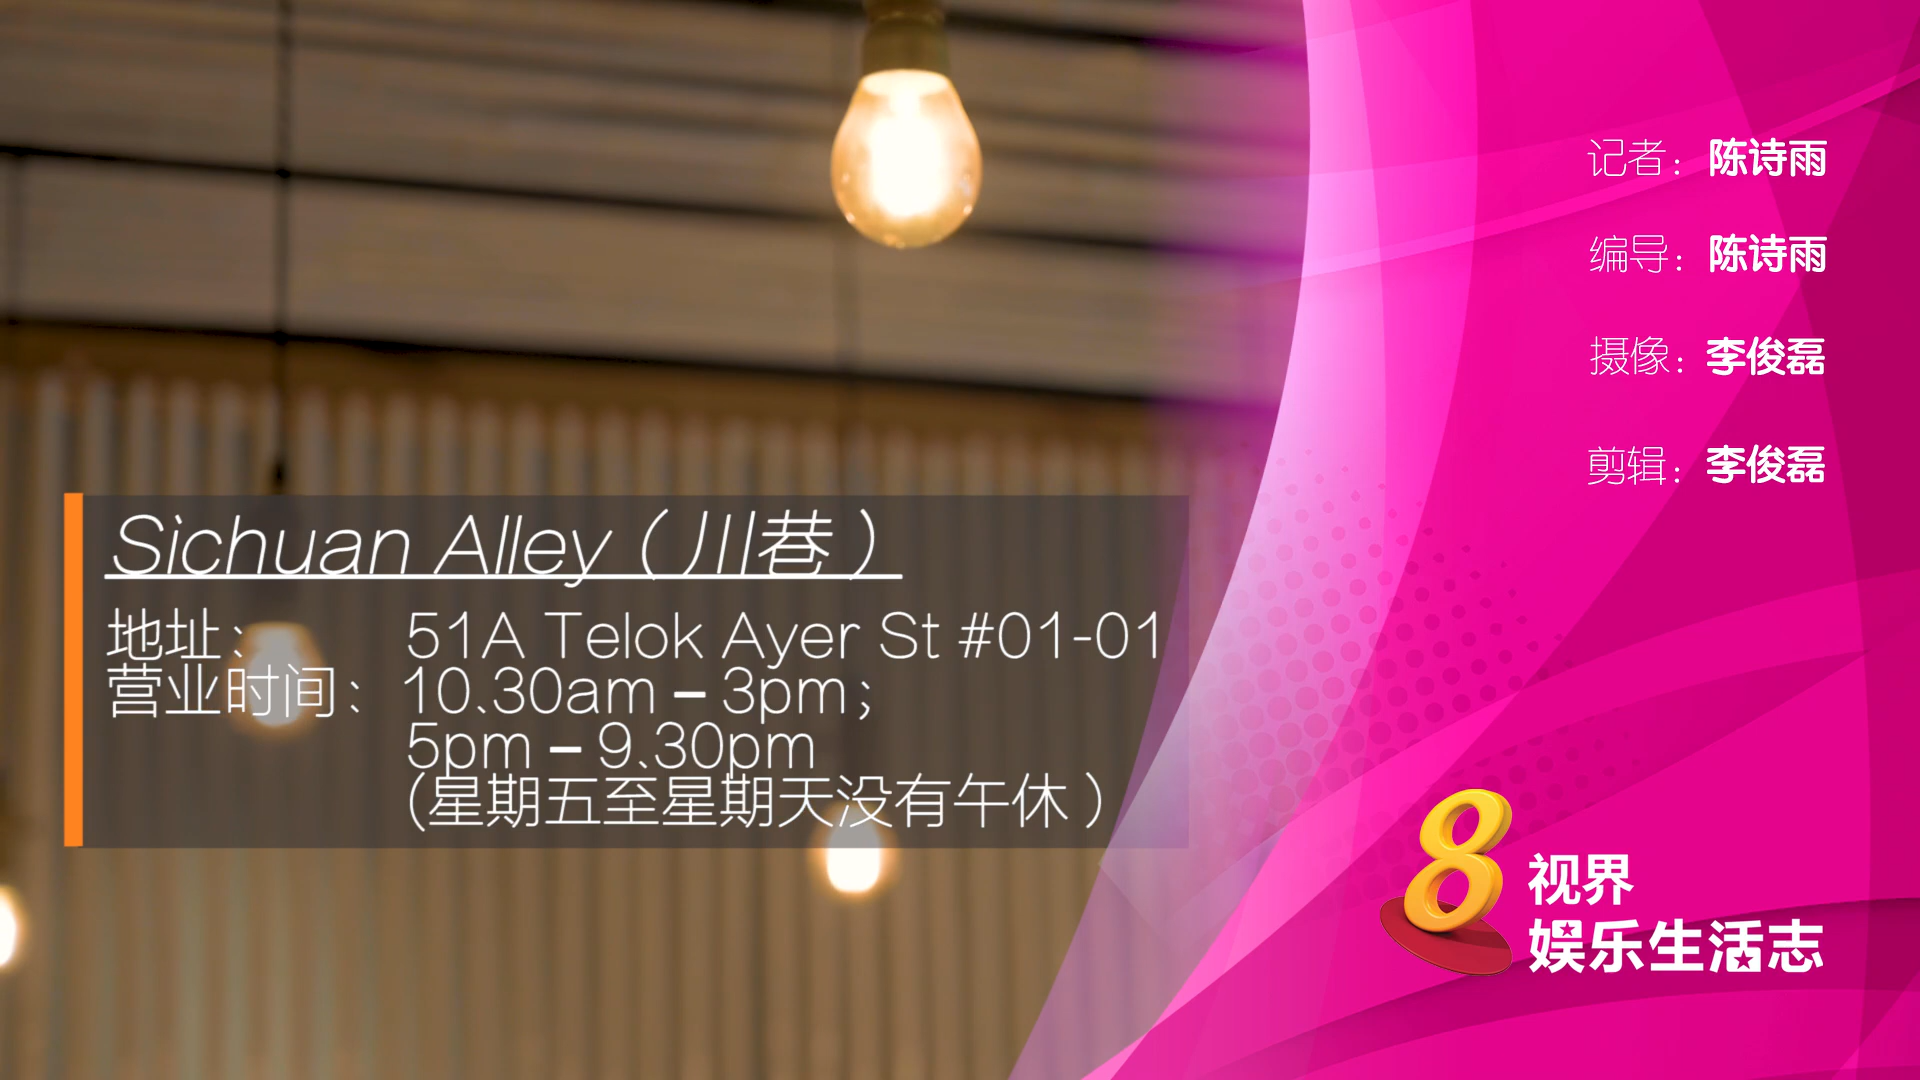 Sichuan Alley (川巷)
地址: 51A Telok Ayer St #01-01
营业时间: 10.30am – 3pm;
5pm – 9.30pm
(星期五至星期天没有午休)
记者: 陈诗雨
编导: 陈诗雨
摄像: 李俊磊
剪辑: 李俊磊
8视界
娱乐生活志